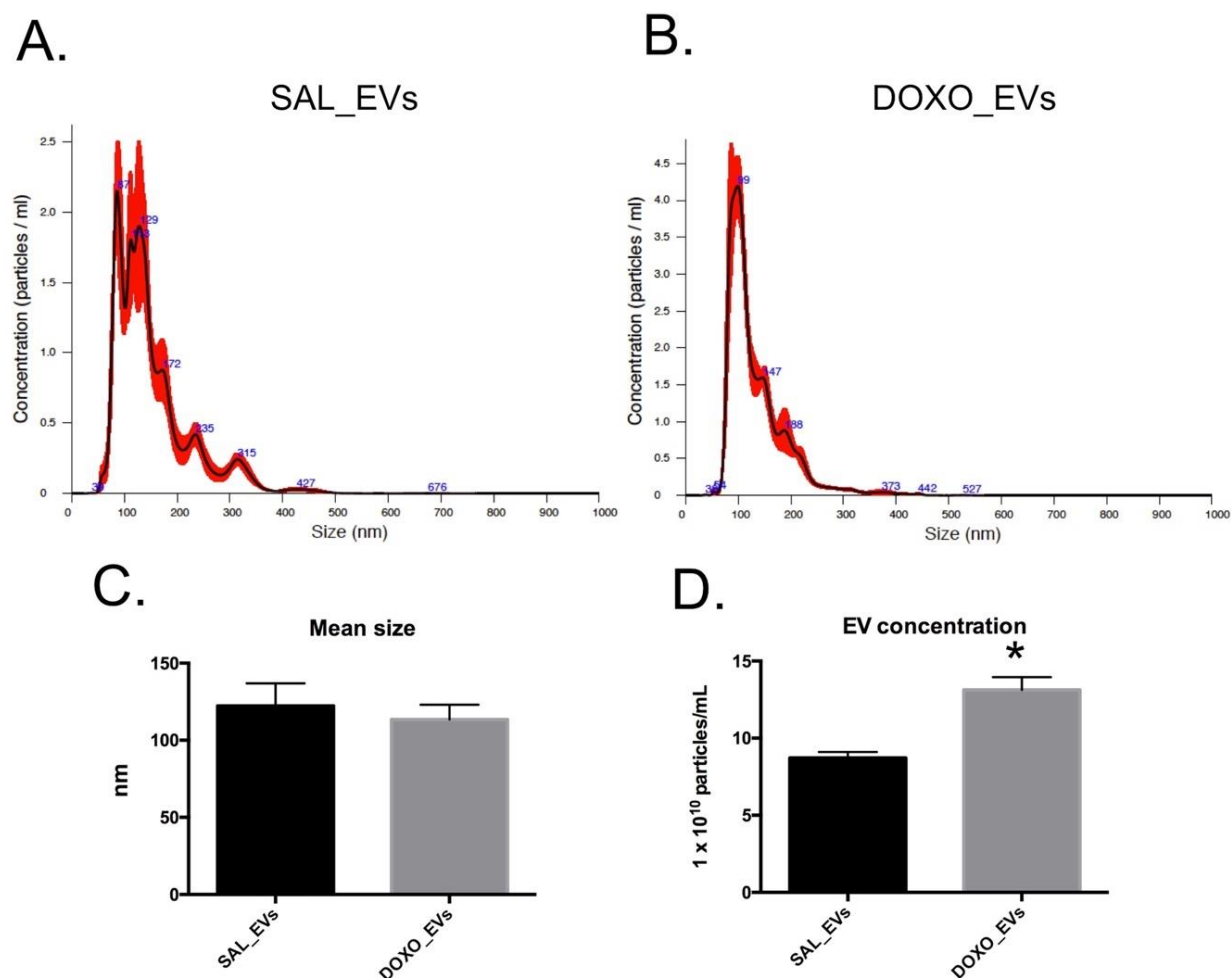 A.
SAL_EVs
Concentration (particles / ml)
2.5
2.0
1.5
1.0
0.5
0
87
129
172
235
315
427
676
0 100 200 300 400 500 600 700 800 900 1000
Size (nm)
B.
DOXO_EVs
Concentration (particles / ml)
4.5
4.0
3.5
3.0
2.5
2.0
1.5
1.0
0.5
0
99
147
188
373
442
527
0 100 200 300 400 500 600 700 800 900 1000
Size (nm)
C.
Mean size
nm
150
100
50
0
SAL_EVs
DOXO_EVs
D.
EV concentration
*
1 x 10¹⁰ particles/mL
15
10
5
0
SAL_EVs
DOXO_EVs